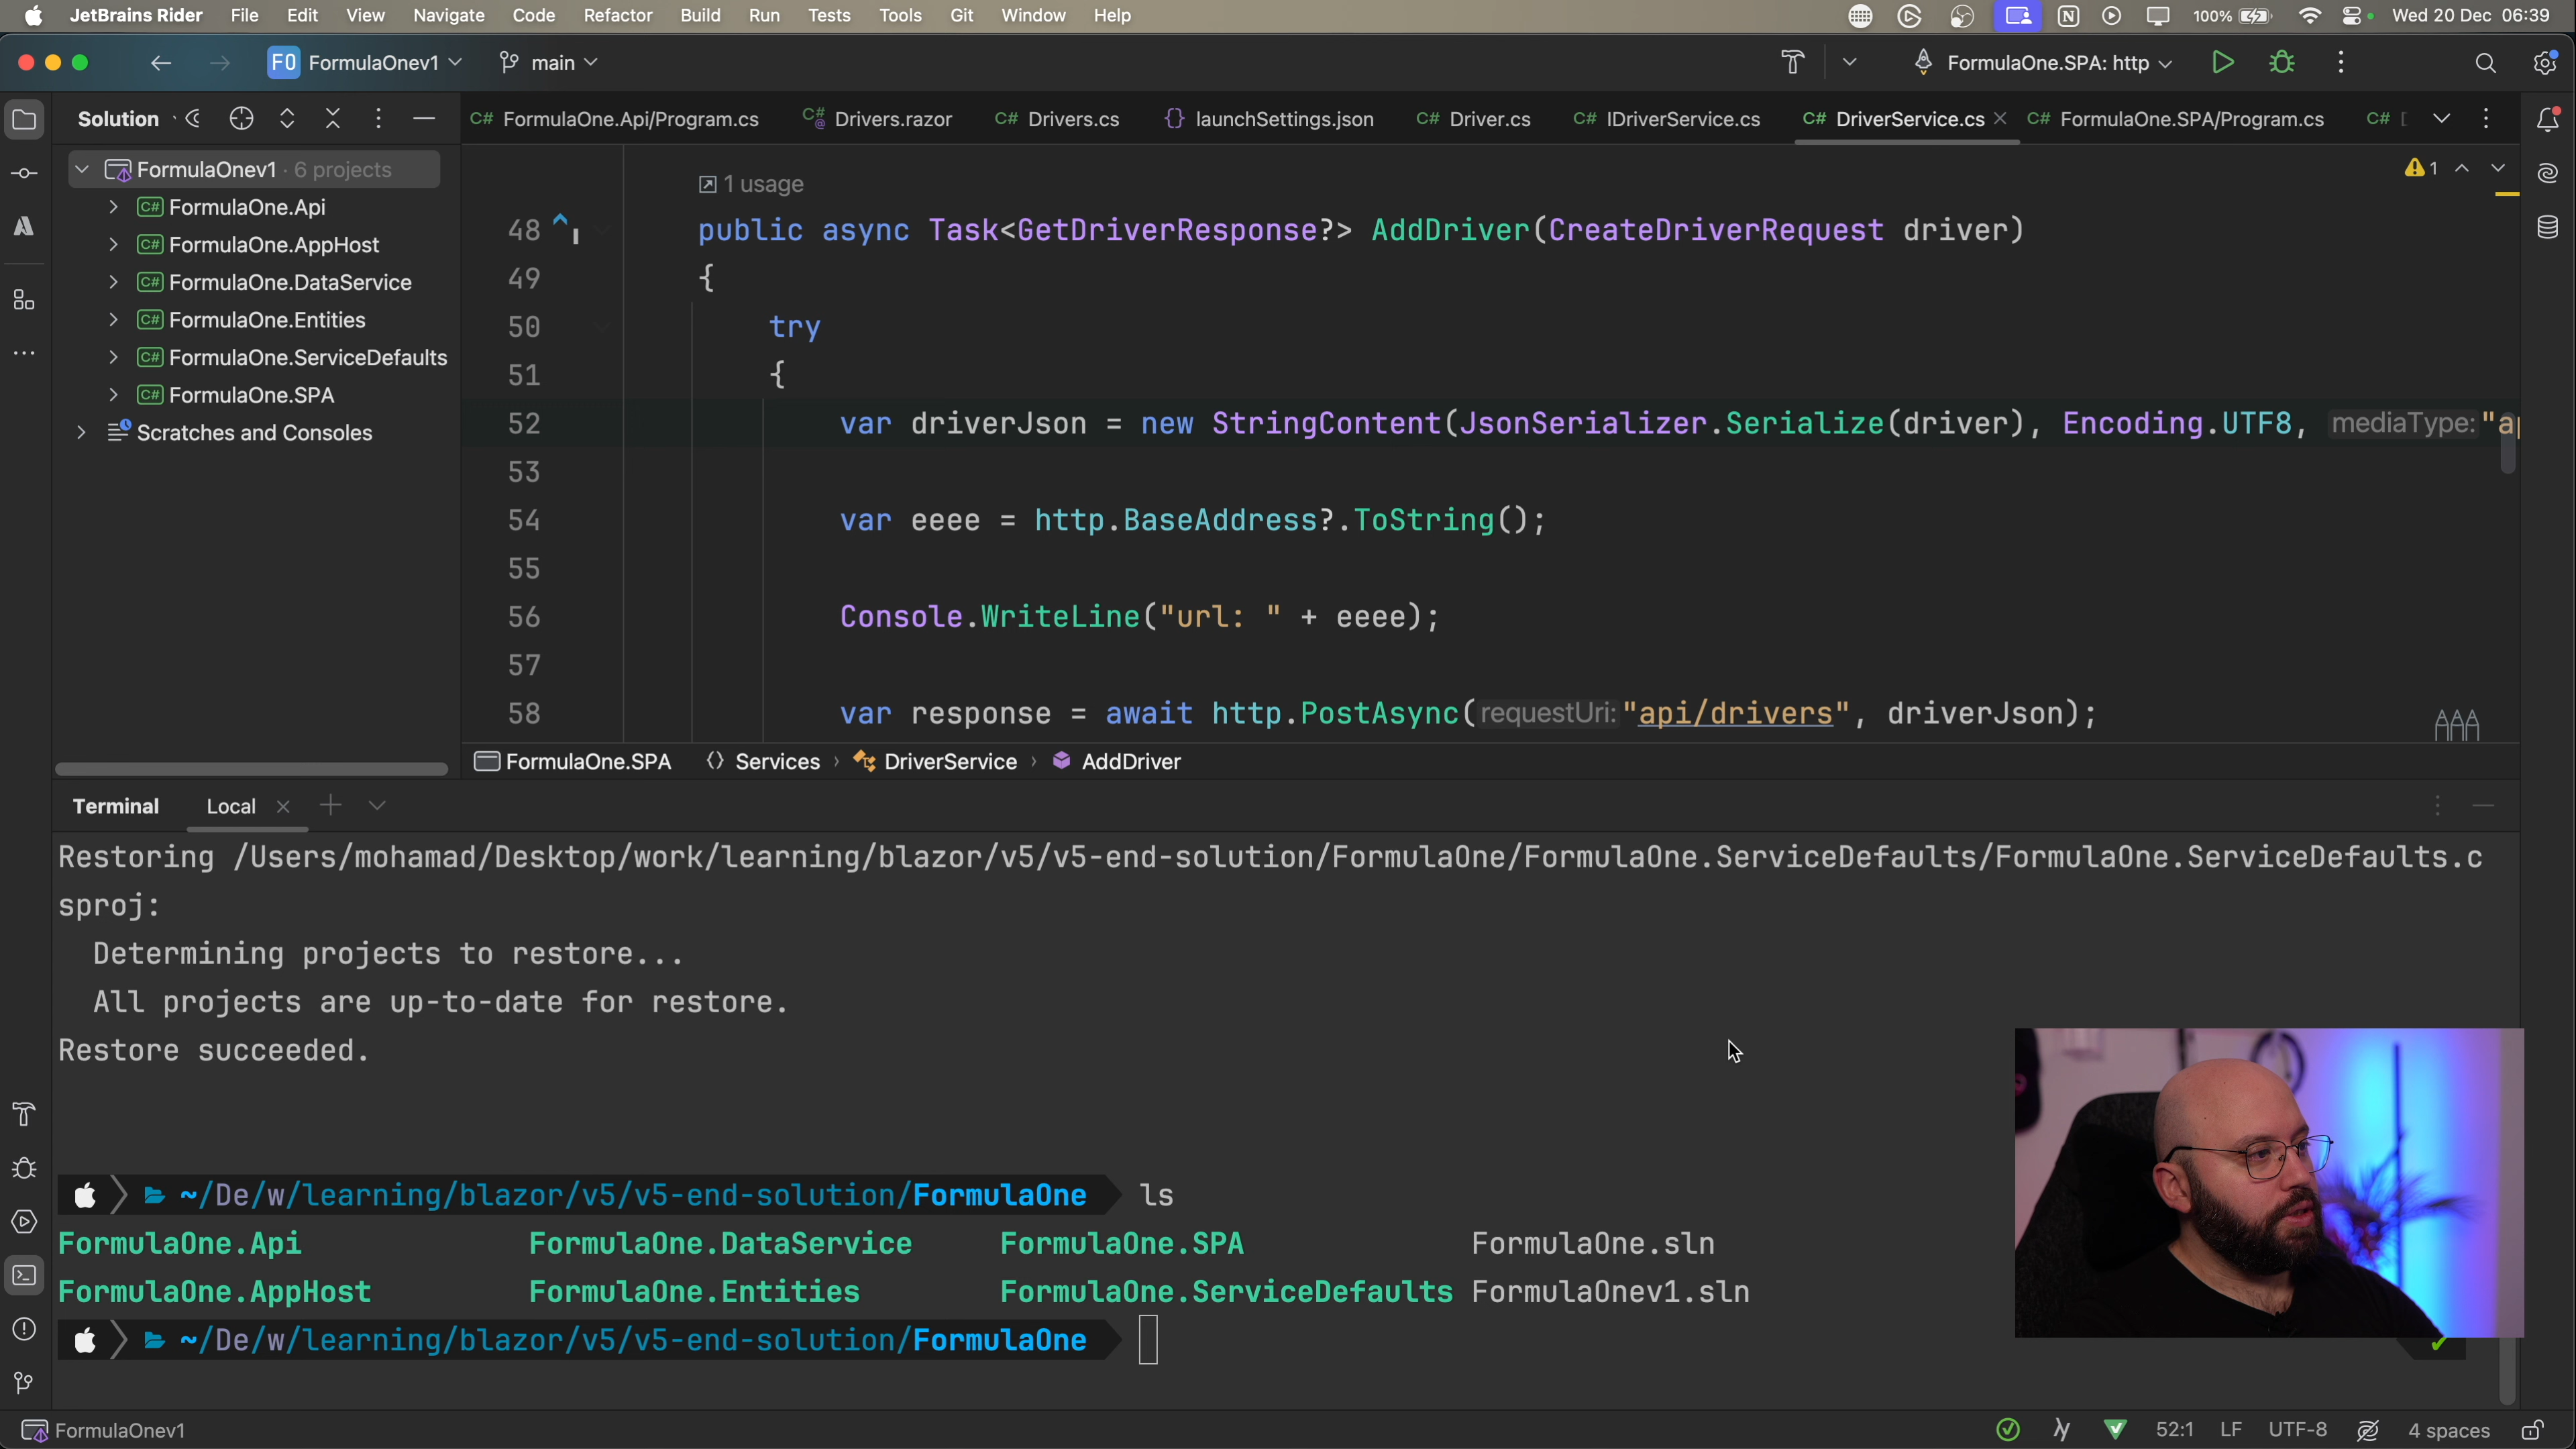 JetBrains Rider File Edit View Navigate Code Refactor Build Run Tests Tools Git Window Help 100% Wed 20 Dec 06:39
FO FormulaOnev1 main FormulaOne.SPA: http
Solution
C# FormulaOne.Api/Program.cs C# Drivers.razor C# Drivers.cs {} launchSettings.json C# Driver.cs C# IDriverService.cs C# DriverService.cs C# FormulaOne.SPA/Program.cs C#
FormulaOnev1 · 6 projects
C# FormulaOne.Api
C# FormulaOne.AppHost
C# FormulaOne.DataService
C# FormulaOne.Entities
C# FormulaOne.ServiceDefaults
C# FormulaOne.SPA
Scratches and Consoles
1
1 usage
48 public async Task<GetDriverResponse?> AddDriver(CreateDriverRequest driver)
49 {
50 try
51 {
52 var driverJson = new StringContent(JsonSerializer.Serialize(driver), Encoding.UTF8, mediaType: "ap
53
54 var eeee = http.BaseAddress?.ToString();
55
56 Console.WriteLine("url: " + eeee);
57
58 var response = await http.PostAsync(requestUri: "api/drivers", driverJson);
FormulaOne.SPA Services › DriverService › AddDriver
Terminal Local
Restoring /Users/mohamad/Desktop/work/learning/blazor/v5/v5-end-solution/FormulaOne/FormulaOne.ServiceDefaults/FormulaOne.ServiceDefaults.c
sproj:
Determining projects to restore...
All projects are up-to-date for restore.
Restore succeeded.
~/De/w/learning/blazor/v5/v5-end-solution/FormulaOne ls
FormulaOne.Api FormulaOne.DataService FormulaOne.SPA FormulaOne.sln
FormulaOne.AppHost FormulaOne.Entities FormulaOne.ServiceDefaults FormulaOnev1.sln
~/De/w/learning/blazor/v5/v5-end-solution/FormulaOne
FormulaOnev1 52:1 LF UTF-8 4 spaces